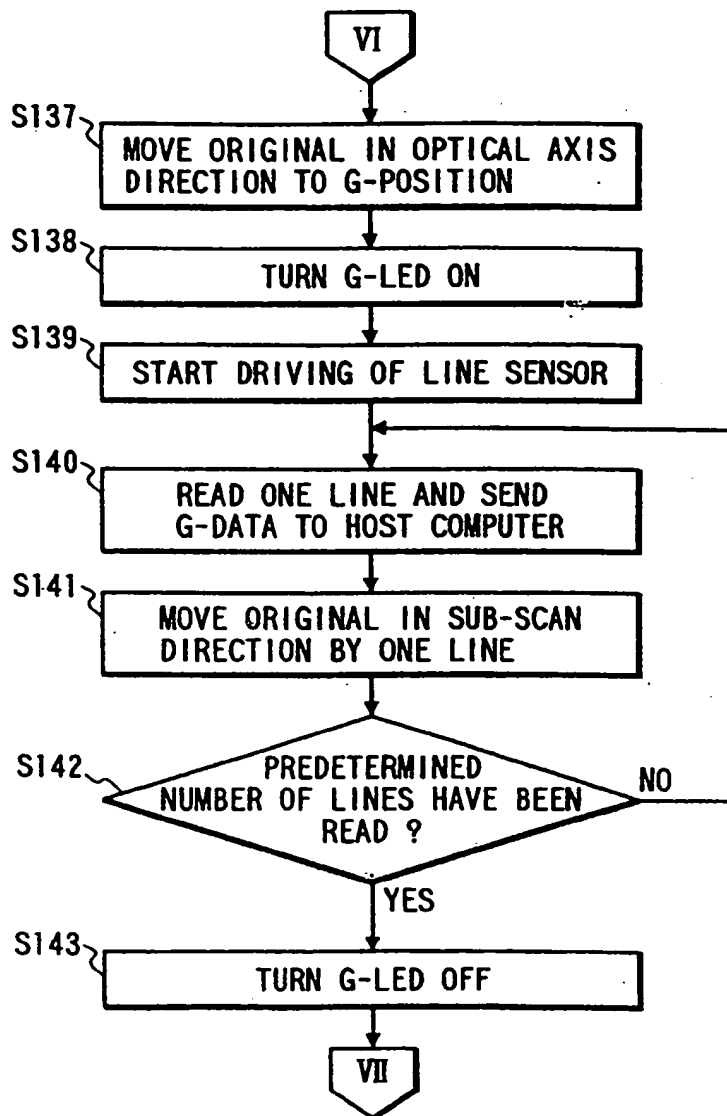 VI
S137
MOVE ORIGINAL IN OPTICAL AXIS
DIRECTION TO G-POSITION
S138
TURN G-LED ON
S139
START DRIVING OF LINE SENSOR
S140
READ ONE LINE AND SEND
G-DATA TO HOST COMPUTER
S141
MOVE ORIGINAL IN SUB-SCAN
DIRECTION BY ONE LINE
S142
PREDETERMINED
NUMBER OF LINES HAVE BEEN
READ ?
NO
YES
S143
TURN G-LED OFF
VII